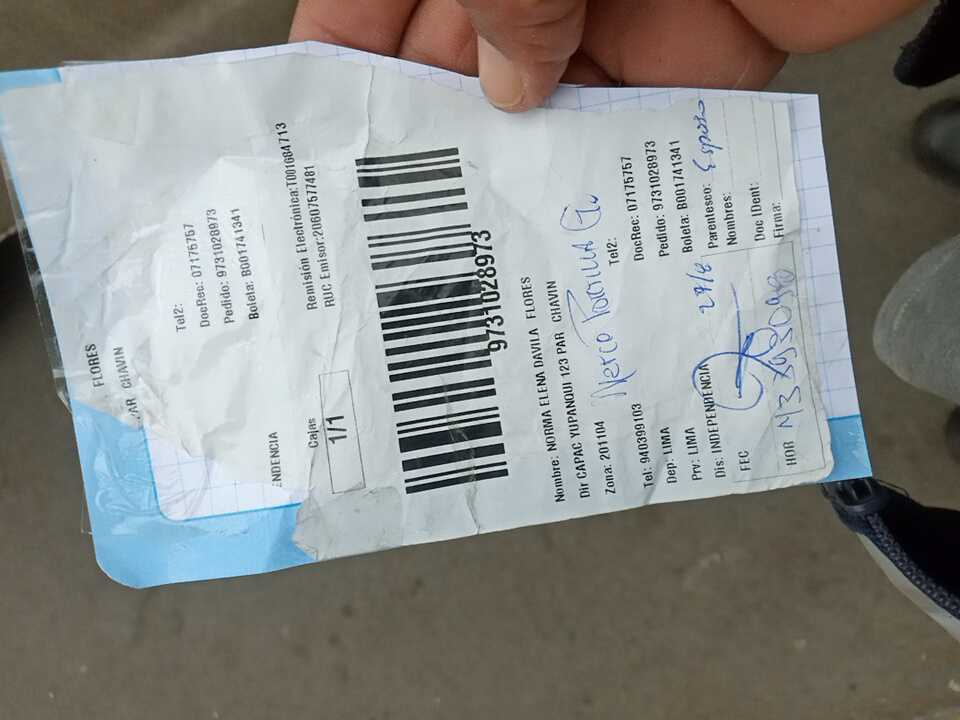 FLORES
PAR CHAVIN
Tel2:
DocRec: 07175757
Pedido: 9731028973
Boleta: B001741341
ENDENCIA
Cajas
1/1
Remisión Electrónica:T001684713
RUC Emisor:20607577481
9731028973
Nombre: NORMA ELENA DAVILA FLORES
Dir CAPAC YUPANQUI 123 PAR CHAVIN
Zona: 201104
Tel: 940399103
Tel2:
Dep: LIMA
DocRec: 07175757
Prv: LIMA
Pedido: 9731028973
Dis: INDEPENDENCIA
Boleta: B001741341
FEC
27/8
Parentesco: Esposo
Nombres:
HOR
Doc IDent:
Firma: